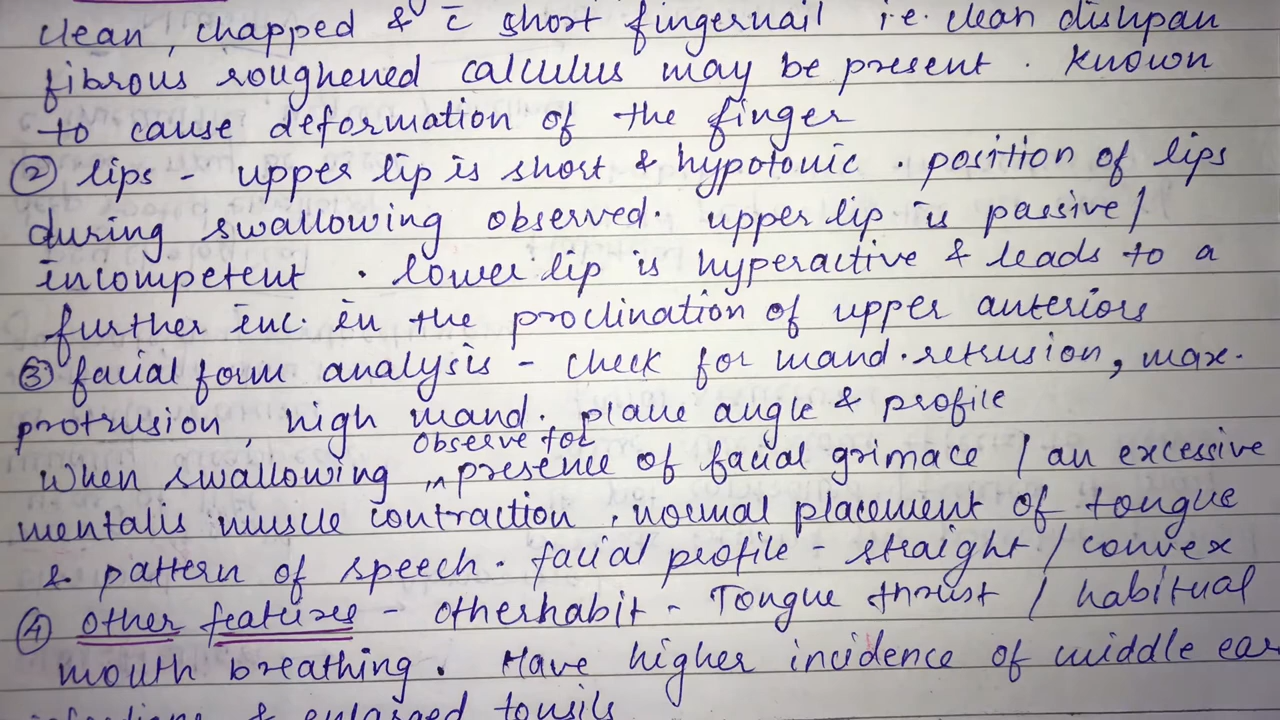 clean, chapped & c̄ short fingernail i.e. clean dishpan
fibrous roughened calculus may be present. Known
to cause deformation of the finger
② lips - upper lip is short & hypotonic. position of lips
during swallowing observed. upper lip is passive/
incompetent. lower lip is hyperactive & leads to a
further inc. in the proclination of upper anteriors
③ facial form analysis - check for mand. retrusion, max.
protrusion, high mand. plane angle & profile
observe for
when swallowing ^ presence of facial grimace / an excessive
mentalis muscle contraction, normal placement of tongue
& pattern of speech. facial profile - straight / convex
④ other features - other habit - Tongue thrust / habitual
mouth breathing. Have higher incidence of middle ear
infections & enlarged tonsils